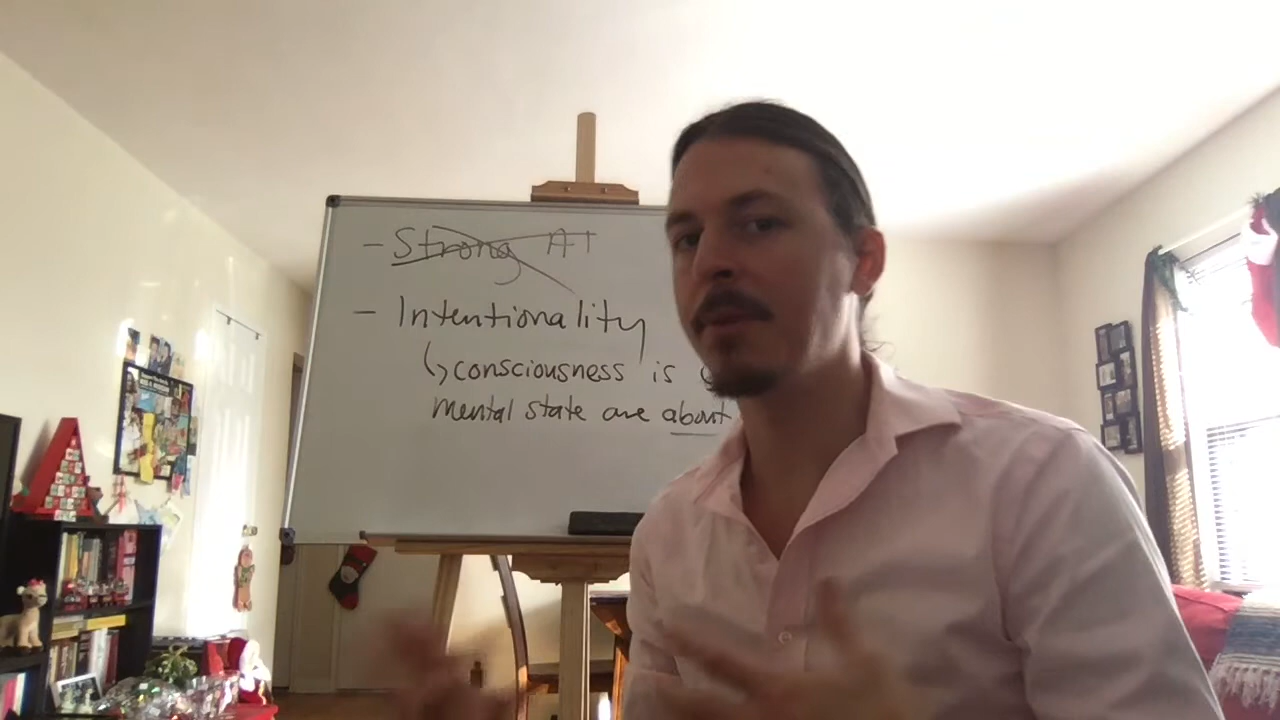 - Strong AI
- Intentionality
↳ consciousness is
mental state are about